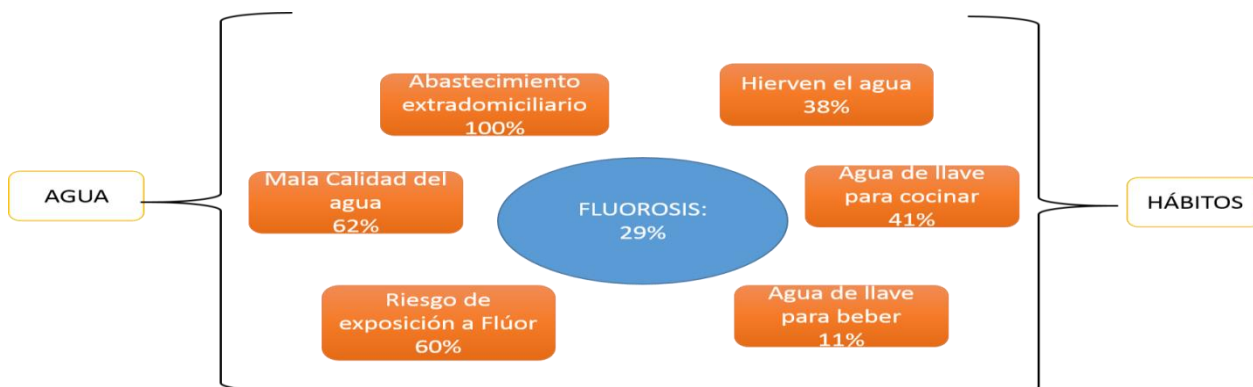 AGUA
Abastecimiento
extradomiciliario
100%
Mala Calidad del
agua
62%
Riesgo de
exposición a Flúor
60%
FLUOROSIS:
29%
Hierven el agua
38%
Agua de llave
para cocinar
41%
Agua de llave
para beber
11%
HÁBITOS